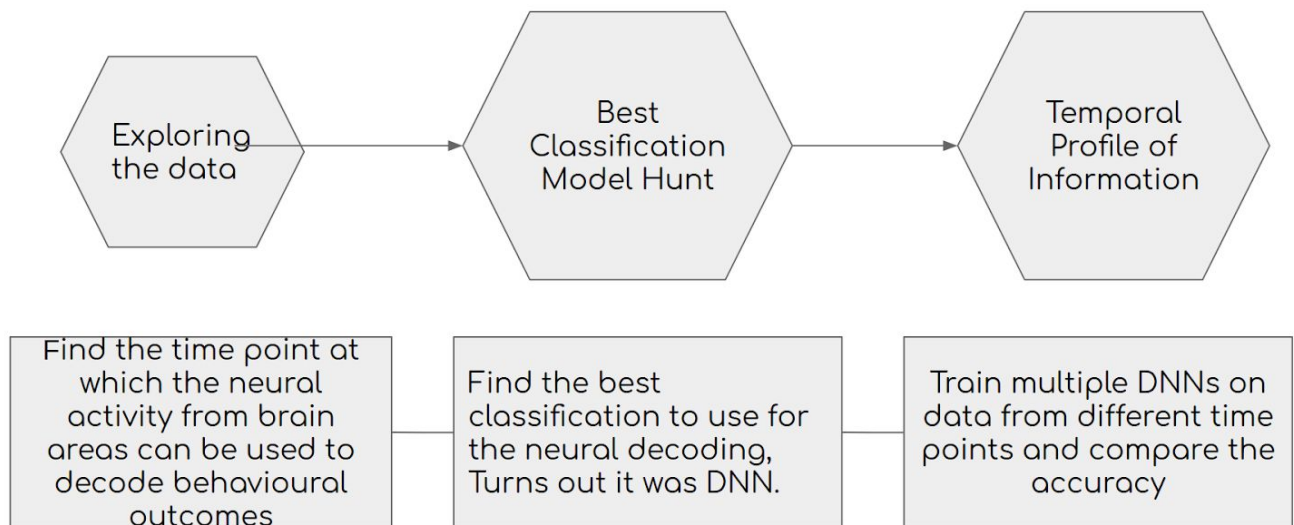 Exploring
the data
Best
Classification
Model Hunt
Temporal
Profile of
Information
Find the time point at
which the neural
activity from brain
areas can be used to
decode behavioural
outcomes
Find the best
classification to use for
the neural decoding,
Turns out it was DNN.
Train multiple DNNs on
data from different time
points and compare the
accuracy